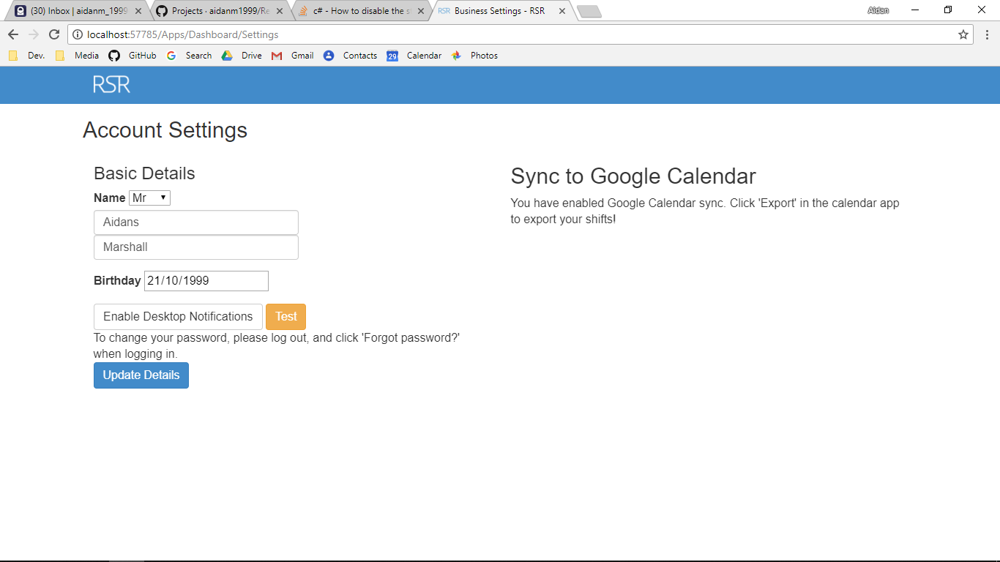 (30) Inbox | aidanm_1999
Projects · aidanm1999/Re
c# - How to disable the s
Business Settings - RSR
Aidan
localhost:57785/Apps/Dashboard/Settings
Dev. Media GitHub Search Drive Gmail Contacts 29 Calendar Photos
RSR
Account Settings
Basic Details
Name Mr
Aidans
Marshall
Birthday 21/10/1999
Enable Desktop Notifications Test
To change your password, please log out, and click 'Forgot password?'
when logging in.
Update Details
Sync to Google Calendar
You have enabled Google Calendar sync. Click 'Export' in the calendar app
to export your shifts!